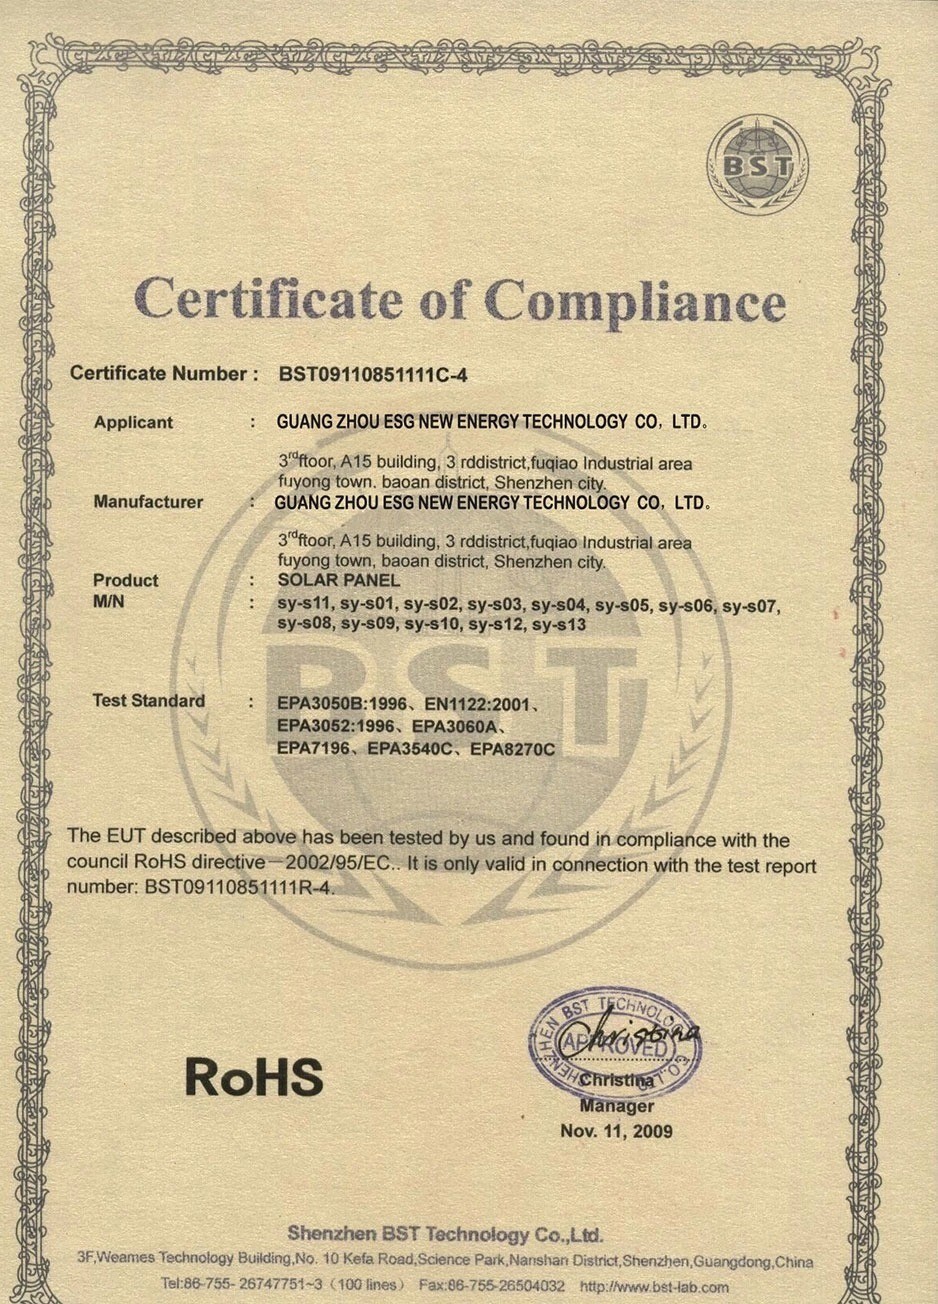 BST
Certificate of Compliance
Certificate Number : BST09110851111C-4
Applicant : GUANG ZHOU ESG NEW ENERGY TECHNOLOGY CO, LTD。
3rdftoor, A15 building, 3 rddistrict,fuqiao Industrial area
fuyong town. baoan district, Shenzhen city.
Manufacturer : GUANG ZHOU ESG NEW ENERGY TECHNOLOGY CO, LTD。
3rdftoor, A15 building, 3 rddistrict,fuqiao Industrial area
fuyong town, baoan district, Shenzhen city.
Product : SOLAR PANEL
M/N : sy-s11, sy-s01, sy-s02, sy-s03, sy-s04, sy-s05, sy-s06, sy-s07,
sy-s08, sy-s09, sy-s10, sy-s12, sy-s13
BST
Test Standard : EPA3050B:1996、EN1122:2001、
EPA3052:1996、EPA3060A、
EPA7196、EPA3540C、EPA8270C
The EUT described above has been tested by us and found in compliance with the
council RoHS directive－2002/95/EC.. It is only valid in connection with the test report
number: BST09110851111R-4.
RoHS
SHENZHEN BST TECHNOLOGY CO.,LTD
APPROVED
Christina
Christina
Manager
Nov. 11, 2009
Shenzhen BST Technology Co.,Ltd.
3F,Weames Technology Building,No. 10 Kefa Road,Science Park,Nanshan District,Shenzhen,Guangdong,China
Tel:86-755- 26747751~3（100 lines） Fax:86-755-26504032 http://www.bst-lab.com